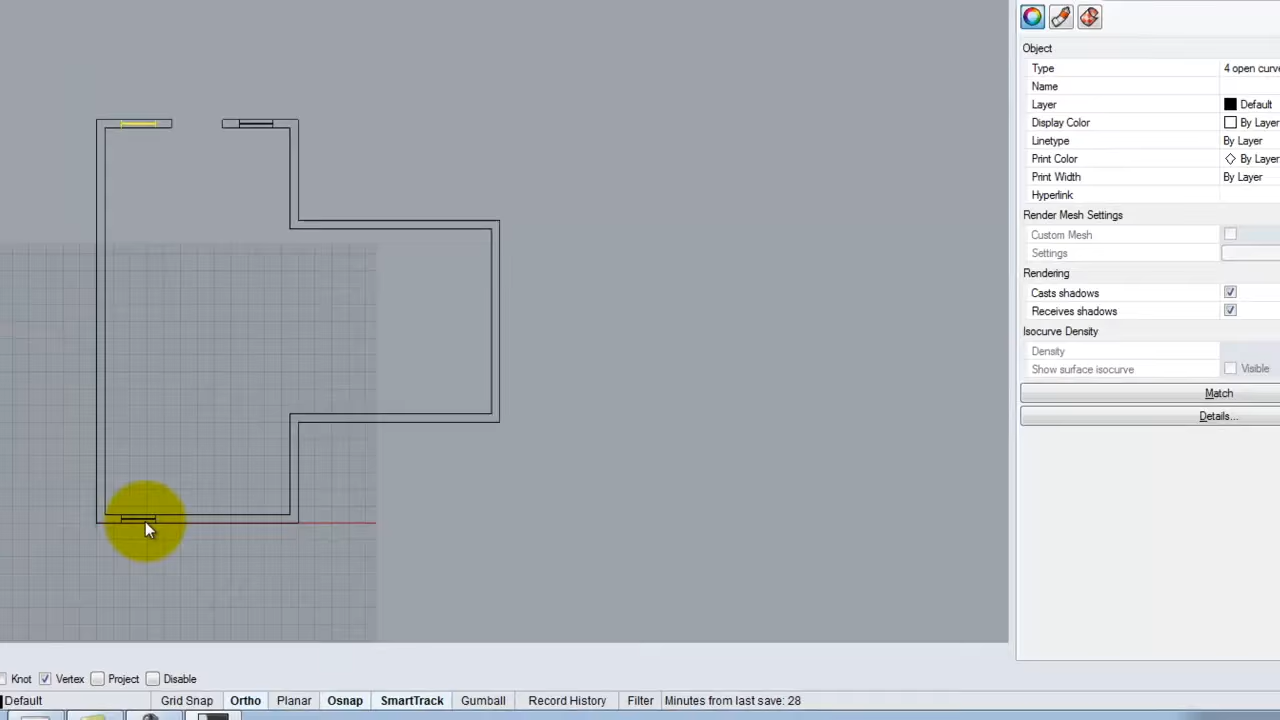 Object
Type 4 open curve
Name
Layer Default
Display Color By Layer
Linetype By Layer
Print Color By Layer
Print Width By Layer
Hyperlink
Render Mesh Settings
Custom Mesh
Settings
Rendering
Casts shadows
Receives shadows
Isocurve Density
Density
Show surface isocurve Visible
Match
Details...
Knot Vertex Project Disable
Default Grid Snap Ortho Planar Osnap SmartTrack Gumball Record History Filter Minutes from last save: 28